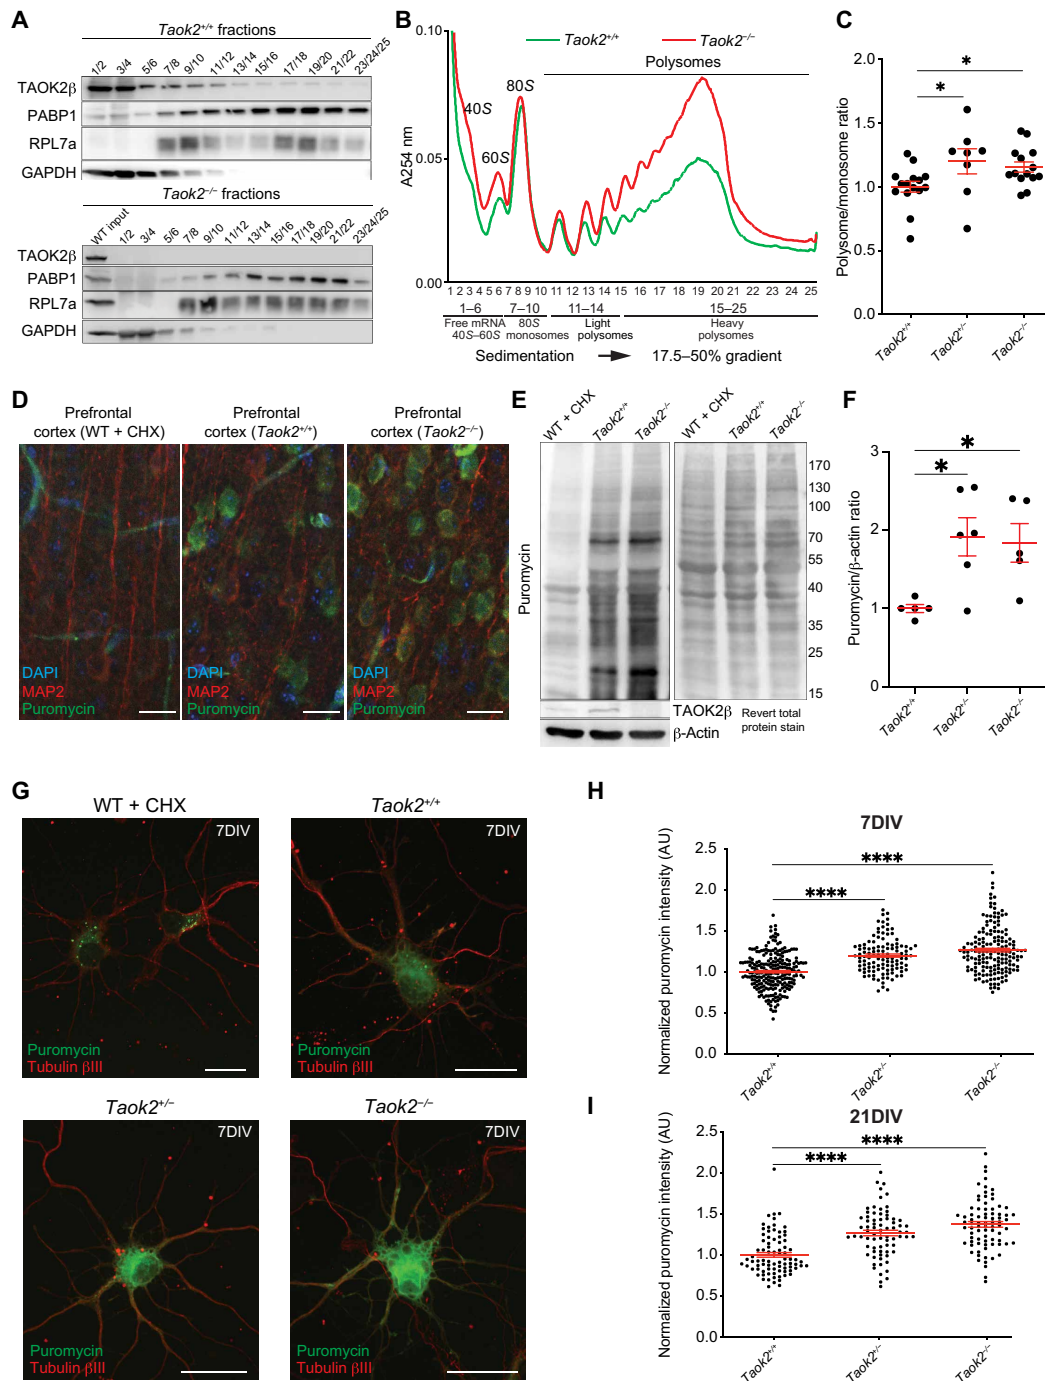 A
Taok2+/+ fractions
1/2 3/4 5/6 7/8 9/10 11/12 13/14 15/16 17/18 19/20 21/22 23/24/25
TAOK2β
PABP1
RPL7a
GAPDH
Taok2−/− fractions
WT input 1/2 3/4 5/6 7/8 9/10 11/12 13/14 15/16 17/18 19/20 21/22 23/24/25
TAOK2β
PABP1
RPL7a
GAPDH
B
Taok2+/+ Taok2−/−
Polysomes
0.10
0.05
0.00
A254 nm
40S
60S
80S
1 2 3 4 5 6 7 8 9 10 11 12 13 14 15 16 17 18 19 20 21 22 23 24 25
1–6 7–10 11–14 15–25
Free mRNA 40S–60S
80S monosomes
Light polysomes
Heavy polysomes
Sedimentation → 17.5–50% gradient
C
Polysome/monosome ratio
2.0
1.5
1.0
0.5
0.0
* *
Taok2+/+ Taok2+/− Taok2−/−
D
Prefrontal cortex (WT + CHX)
Prefrontal cortex (Taok2+/+)
Prefrontal cortex (Taok2−/−)
DAPI
MAP2
Puromycin
DAPI
MAP2
Puromycin
DAPI
MAP2
Puromycin
E
WT + CHX Taok2+/+ Taok2−/−
WT + CHX Taok2+/+ Taok2−/−
Puromycin
170
130
100
70
55
40
35
25
15
TAOK2β
β-Actin
Revert total protein stain
F
Puromycin/β-actin ratio
3
2
1
0
* *
Taok2+/+ Taok2+/− Taok2−/−
G
WT + CHX
7DIV
Puromycin
Tubulin βIII
Taok2+/+
7DIV
Puromycin
Tubulin βIII
Taok2+/−
7DIV
Puromycin
Tubulin βIII
Taok2−/−
7DIV
Puromycin
Tubulin βIII
H
7DIV
Normalized puromycin intensity (AU)
2.5
2.0
1.5
1.0
0.5
0.0
**** ****
Taok2+/+ Taok2+/− Taok2−/−
I
21DIV
Normalized puromycin intensity (AU)
2.5
2.0
1.5
1.0
0.5
0.0
**** ****
Taok2+/+ Taok2+/− Taok2−/−